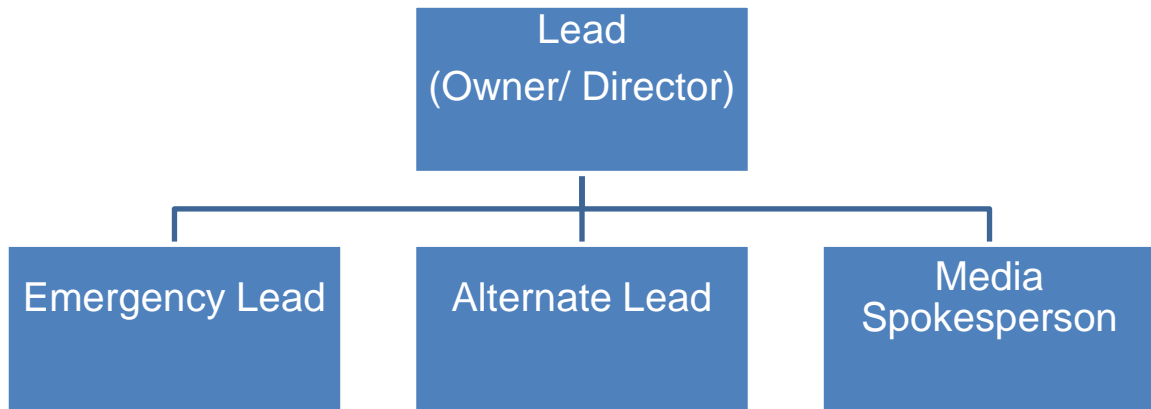 Lead
(Owner/ Director)
Emergency Lead
Alternate Lead
Media
Spokesperson